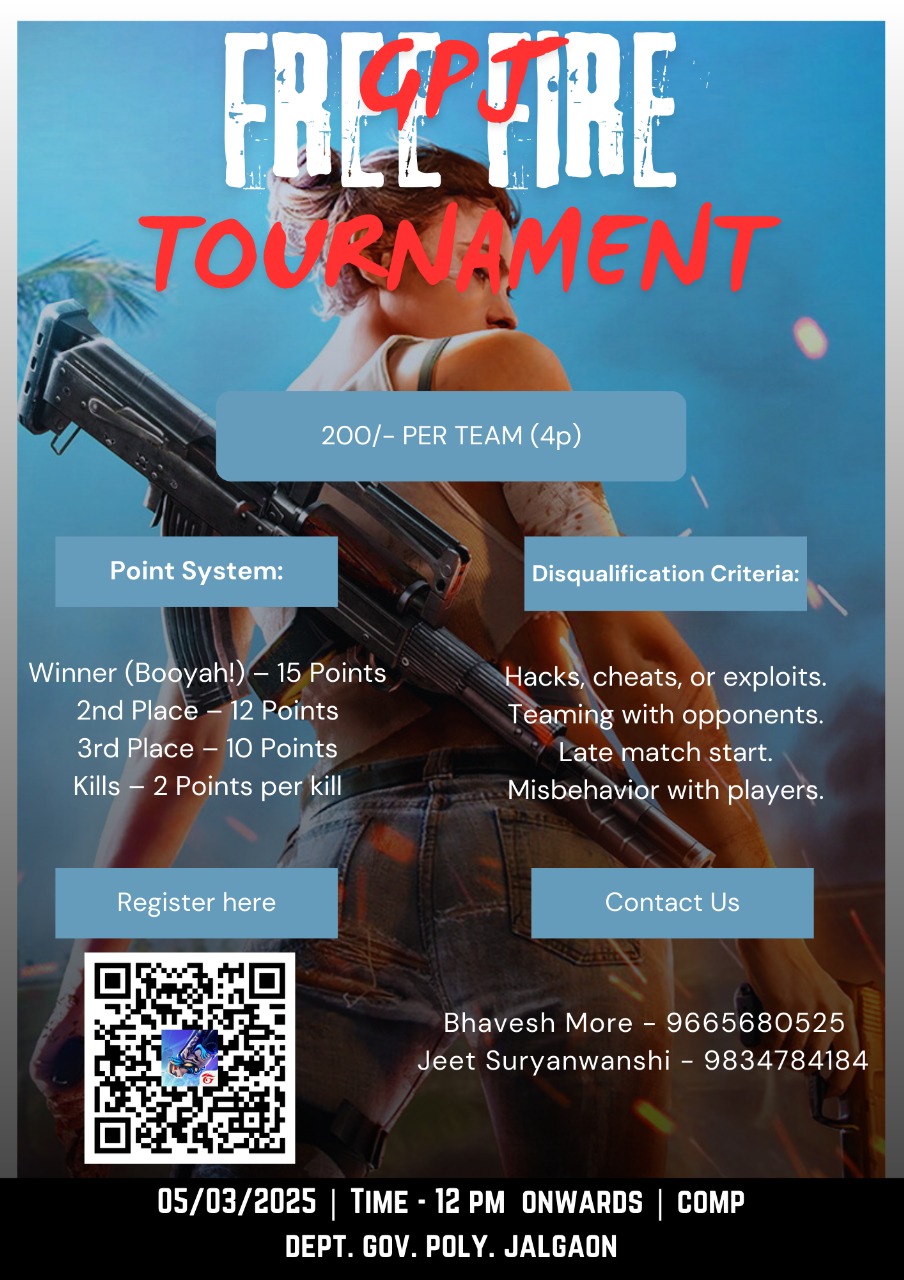 GPJ
FREE FIRE
TOURNAMENT
200/- PER TEAM (4p)
Point System:
Winner (Booyah!) – 15 Points
2nd Place – 12 Points
3rd Place – 10 Points
Kills – 2 Points per kill
Disqualification Criteria:
Hacks, cheats, or exploits.
Teaming with opponents.
Late match start.
Misbehavior with players.
Register here
Contact Us
Bhavesh More - 9665680525
Jeet Suryanwanshi - 9834784184
05/03/2025 | TIME - 12 PM ONWARDS | COMP
DEPT. GOV. POLY. JALGAON